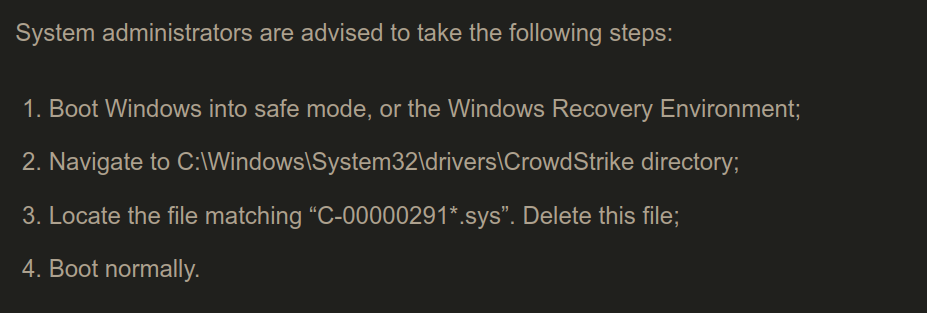 System administrators are advised to take the following steps:
1. Boot Windows into safe mode, or the Windows Recovery Environment;
2. Navigate to C:\Windows\System32\drivers\CrowdStrike directory;
3. Locate the file matching “C-00000291*.sys”. Delete this file;
4. Boot normally.